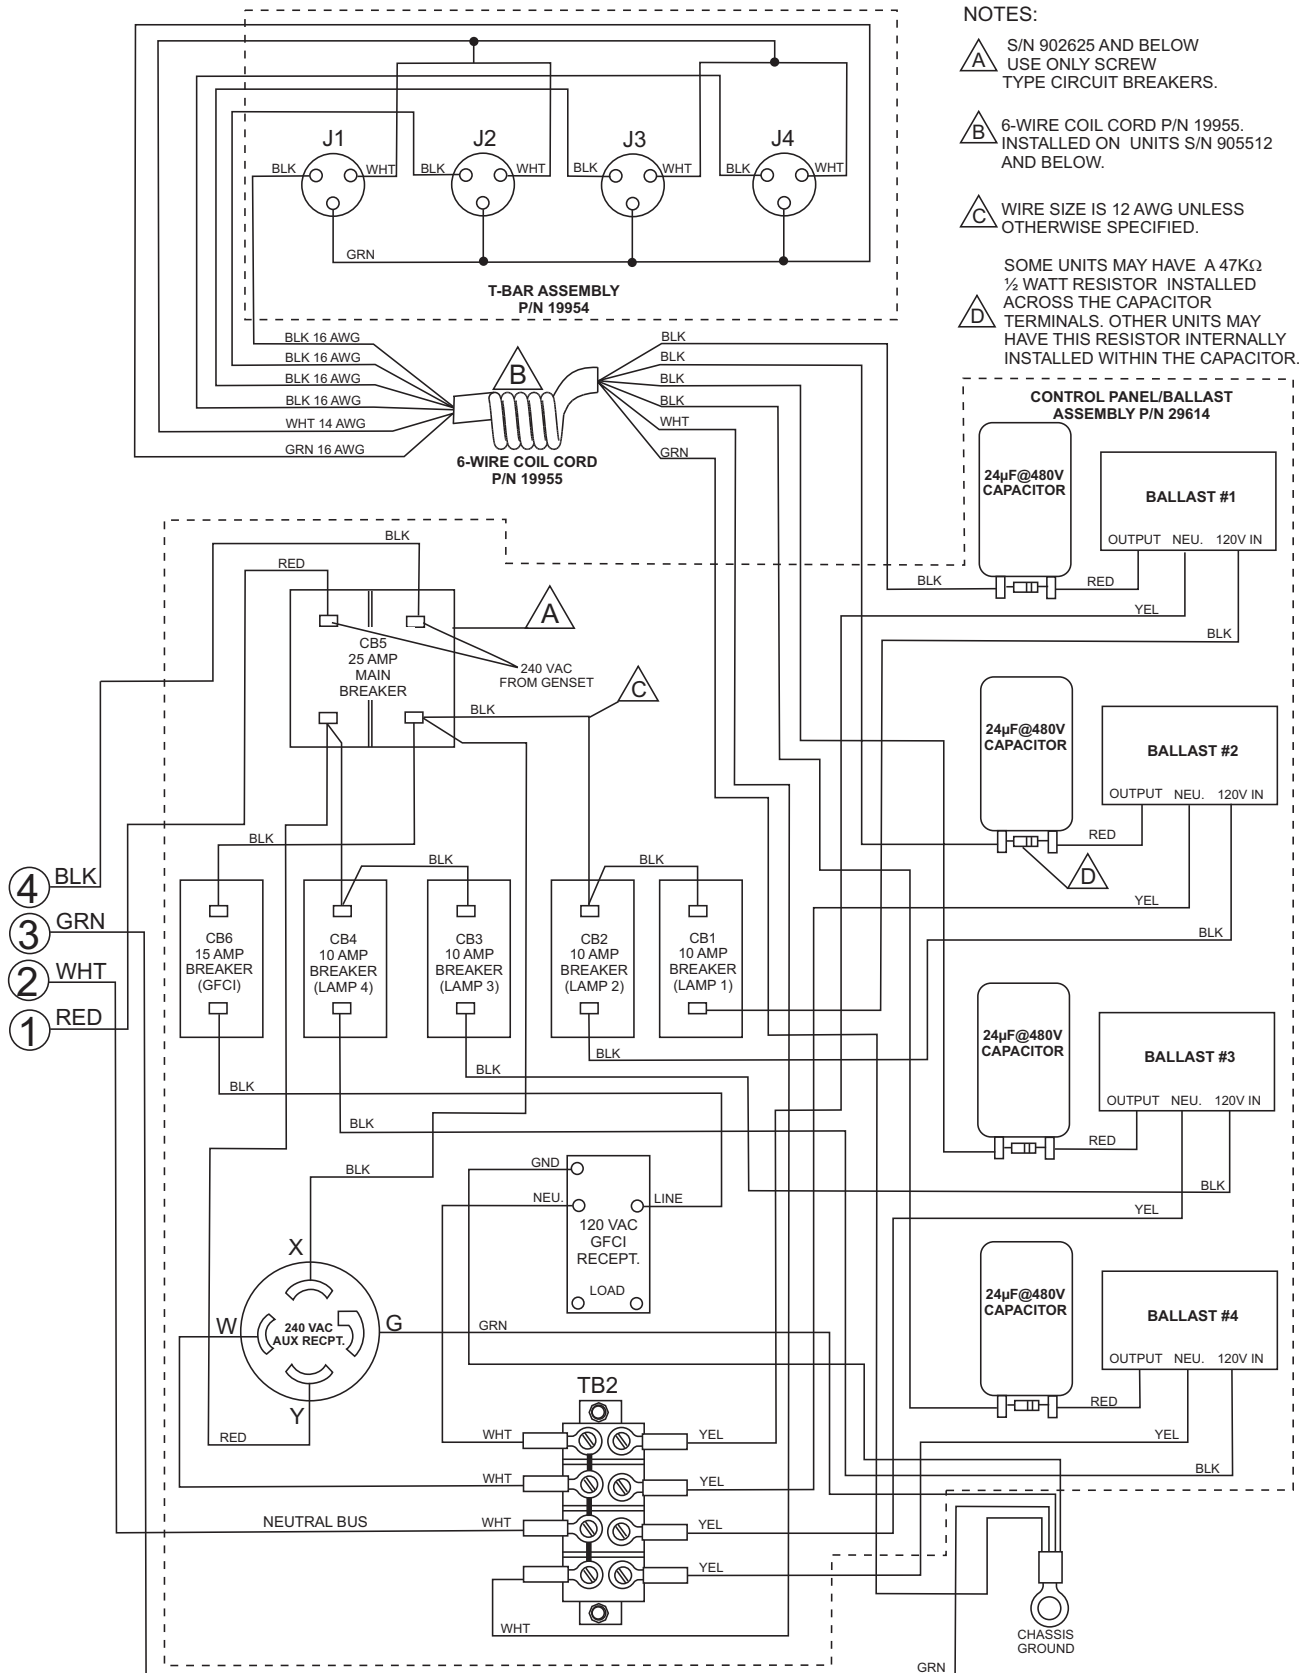 NOTES:
A
S/N 902625 AND BELOW
USE ONLY SCREW
TYPE CIRCUIT BREAKERS.
B
6-WIRE COIL CORD P/N 19955.
INSTALLED ON UNITS S/N 905512
AND BELOW.
C
WIRE SIZE IS 12 AWG UNLESS
OTHERWISE SPECIFIED.
D
SOME UNITS MAY HAVE A 47KΩ
½ WATT RESISTOR INSTALLED
ACROSS THE CAPACITOR
TERMINALS. OTHER UNITS MAY
HAVE THIS RESISTOR INTERNALLY
INSTALLED WITHIN THE CAPACITOR.
J1
J2
J3
J4
BLK
WHT
BLK
WHT
BLK
WHT
BLK
WHT
GRN
T-BAR ASSEMBLY
P/N 19954
BLK 16 AWG
BLK 16 AWG
BLK 16 AWG
BLK 16 AWG
WHT 14 AWG
GRN 16 AWG
B
6-WIRE COIL CORD
P/N 19955
BLK
BLK
BLK
BLK
WHT
GRN
CONTROL PANEL/BALLAST
ASSEMBLY P/N 29614
24µF@480V
CAPACITOR
BALLAST #1
OUTPUT NEU. 120V IN
BLK
RED
YEL
BLK
24µF@480V
CAPACITOR
BALLAST #2
OUTPUT NEU. 120V IN
RED
D
YEL
BLK
24µF@480V
CAPACITOR
BALLAST #3
OUTPUT NEU. 120V IN
RED
BLK
YEL
24µF@480V
CAPACITOR
BALLAST #4
OUTPUT NEU. 120V IN
RED
YEL
BLK
BLK
RED
A
CB5
25 AMP
MAIN
BREAKER
240 VAC
FROM GENSET
C
BLK
BLK
BLK
BLK
4 BLK
3 GRN
2 WHT
1 RED
CB6
15 AMP
BREAKER
(GFCI)
CB4
10 AMP
BREAKER
(LAMP 4)
CB3
10 AMP
BREAKER
(LAMP 3)
CB2
10 AMP
BREAKER
(LAMP 2)
CB1
10 AMP
BREAKER
(LAMP 1)
BLK
BLK
BLK
BLK
BLK
GND
NEU.
LINE
120 VAC
GFCI
RECEPT.
LOAD
X
W
G
Y
240 VAC
AUX RECPT.
GRN
RED
TB2
WHT
YEL
WHT
YEL
NEUTRAL BUS
WHT
YEL
YEL
WHT
CHASSIS
GROUND
GRN